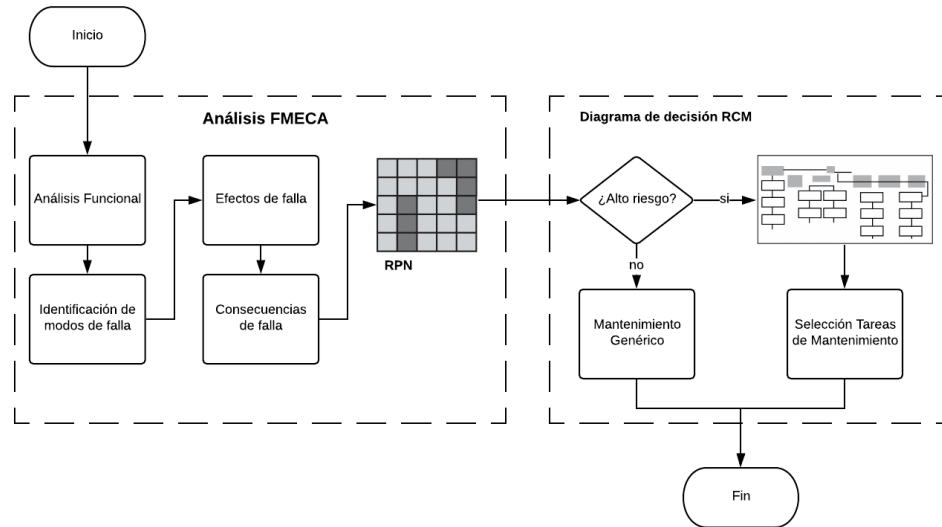 Inicio
Análisis FMECA
Análisis Funcional
Identificación de
modos de falla
Efectos de falla
Consecuencias
de falla
RPN
Diagrama de decisión RCM
¿Alto riesgo?
si
no
Mantenimiento
Genérico
Selección Tareas
de Mantenimiento
Fin